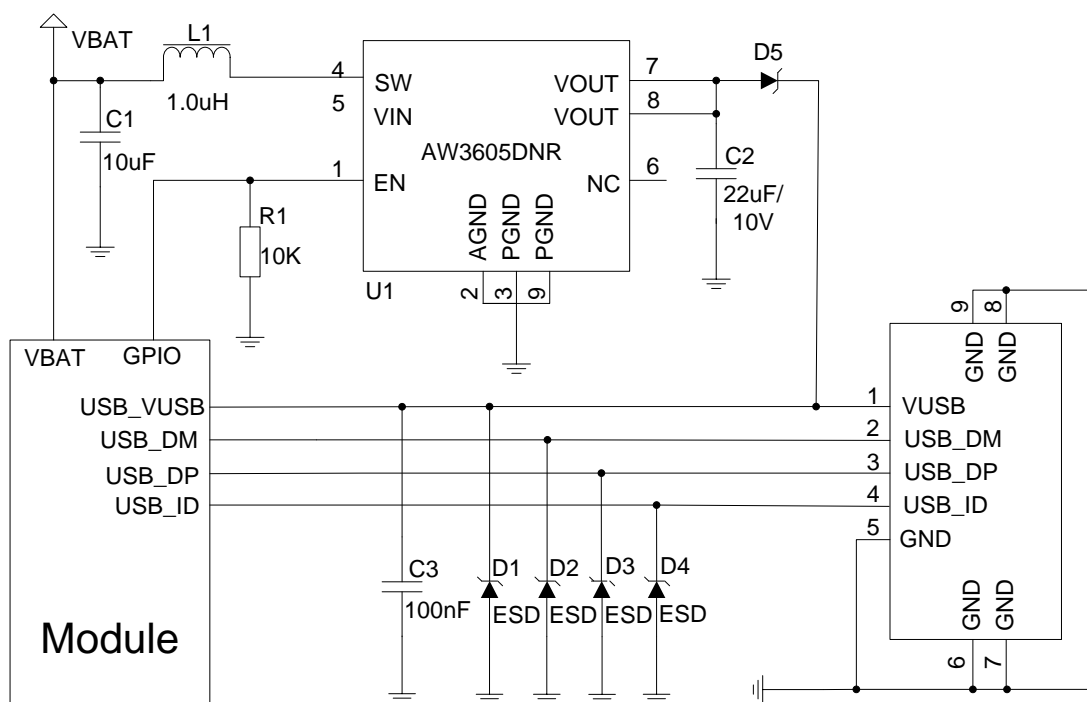 VBAT
L1
1.0uH
C1
10uF
4
5
1
SW
VIN
EN
AW3605DNR
VOUT
VOUT
NC
7
8
6
AGND
PGND
PGND
2
3
9
U1
R1
10K
D5
C2
22uF/
10V
VBAT
GPIO
USB_VUSB
USB_DM
USB_DP
USB_ID
Module
C3
100nF
D1
ESD
D2
ESD
D3
ESD
D4
ESD
9
8
GND
GND
1
VUSB
2
USB_DM
3
USB_DP
4
USB_ID
5
GND
GND
GND
6
7